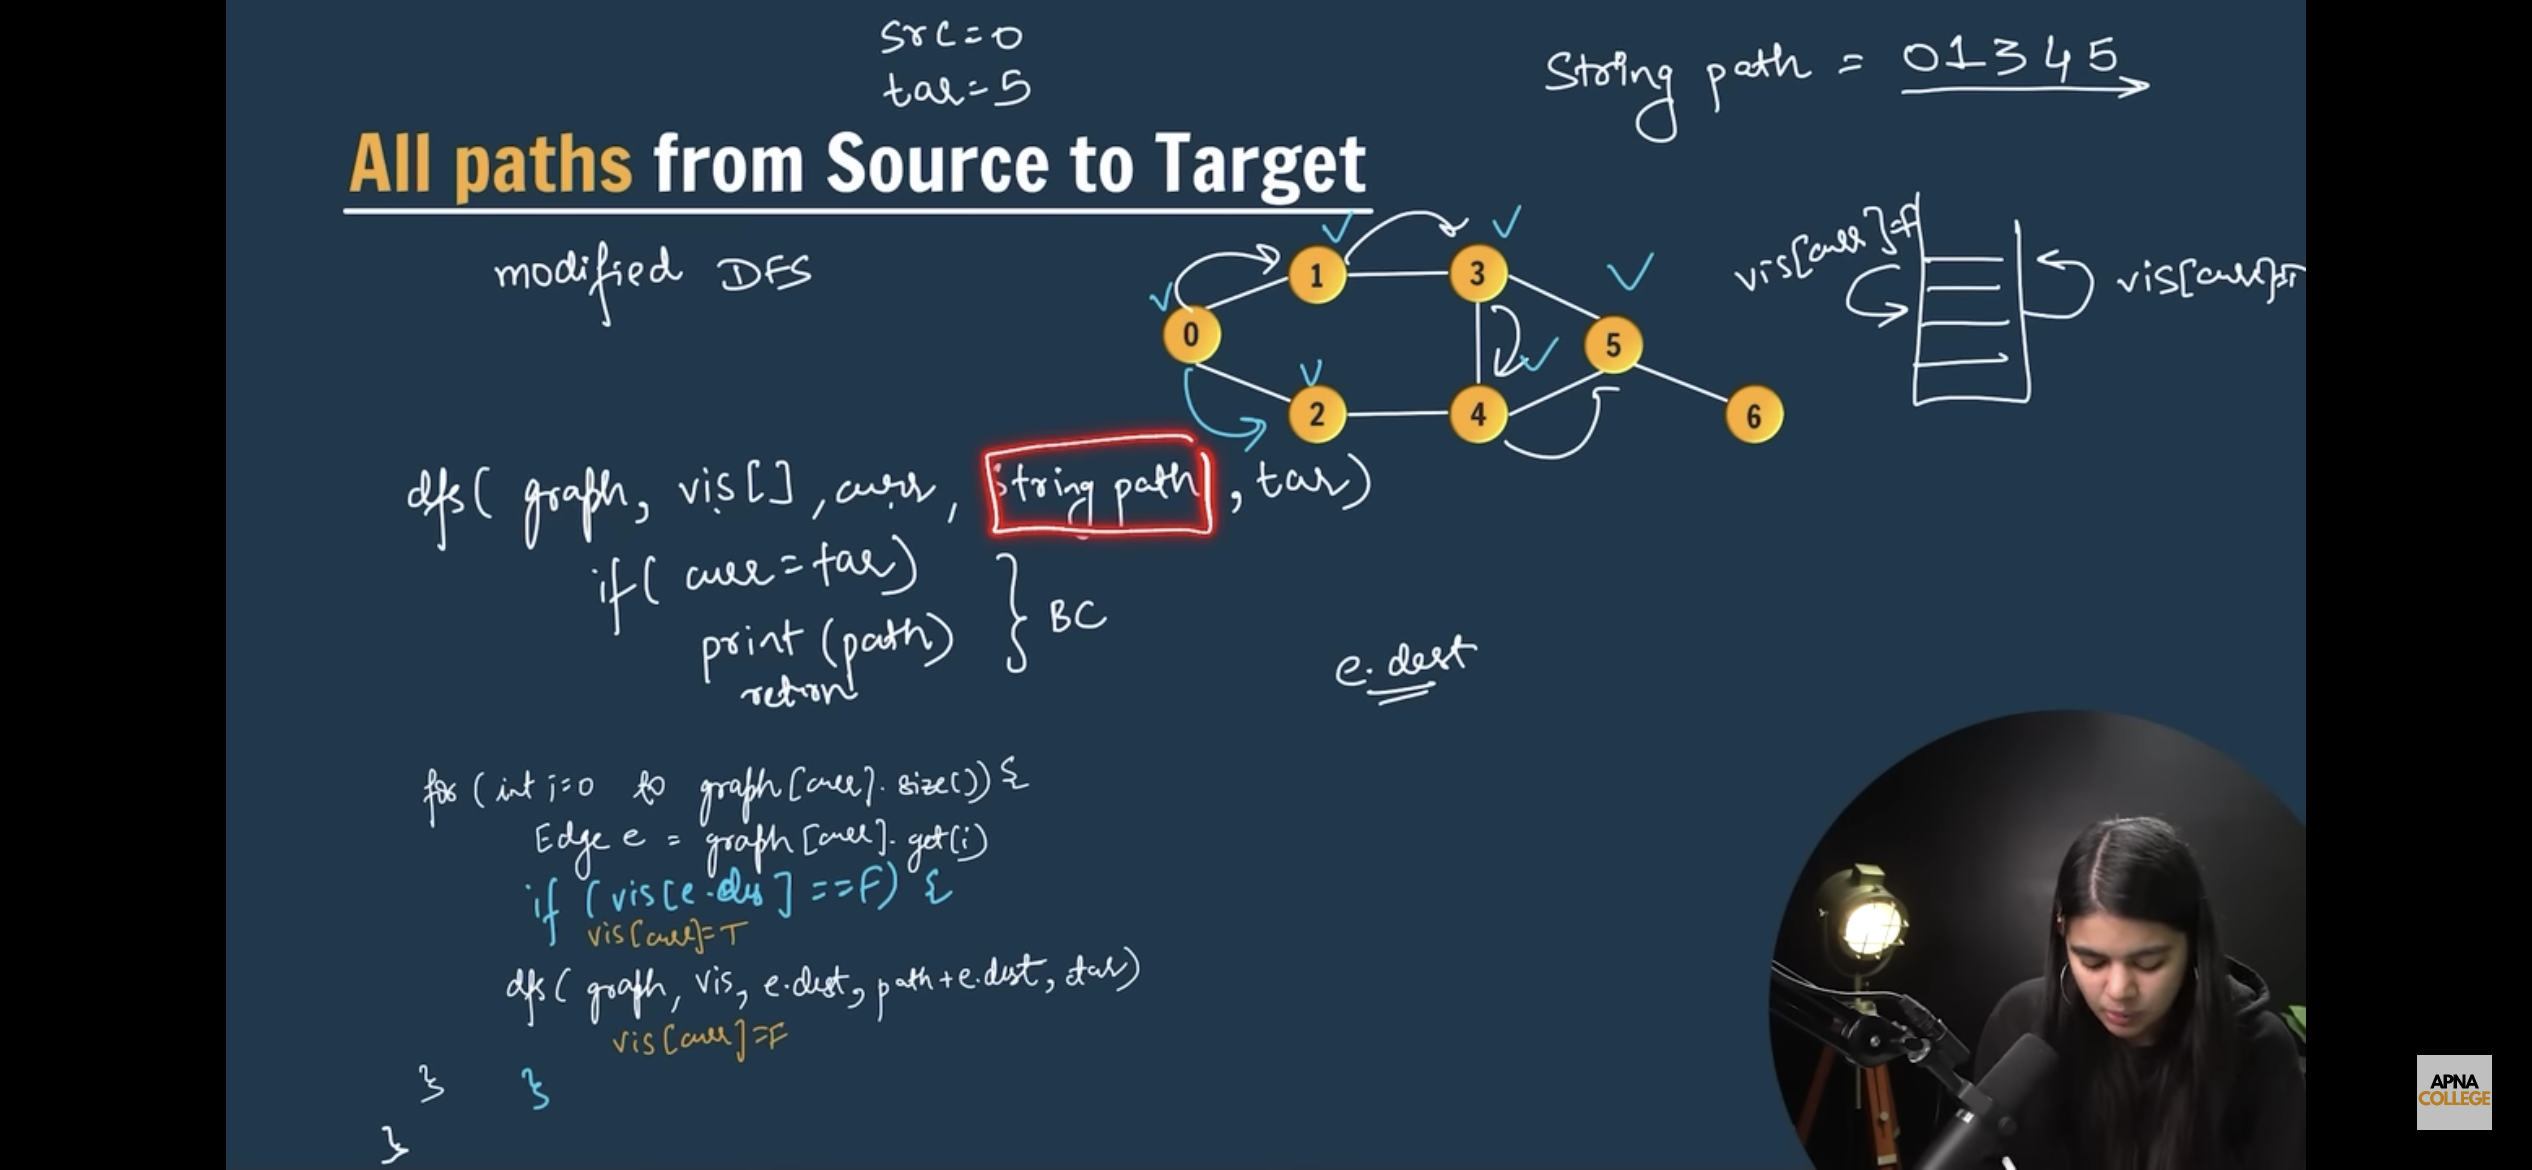 src=0
tar=5
String path = 01345
All paths from Source to Target
modified DFS
vis[curr]=F
vis[curr]=T
0
1
2
3
4
5
6
dfs( graph, vis[] , curr, String path , tar)
if( curr = tar)
print (path)
return
} BC
e.dest
for ( int i=0 to graph[curr].size()) {
Edge e = graph[curr].get(i)
if (vis[e.des] ==F) {
vis[curr]=T
dfs( graph, vis, e.dest, path+e.dest, tar)
vis[curr]=F
} }
}
APNA
COLLEGE